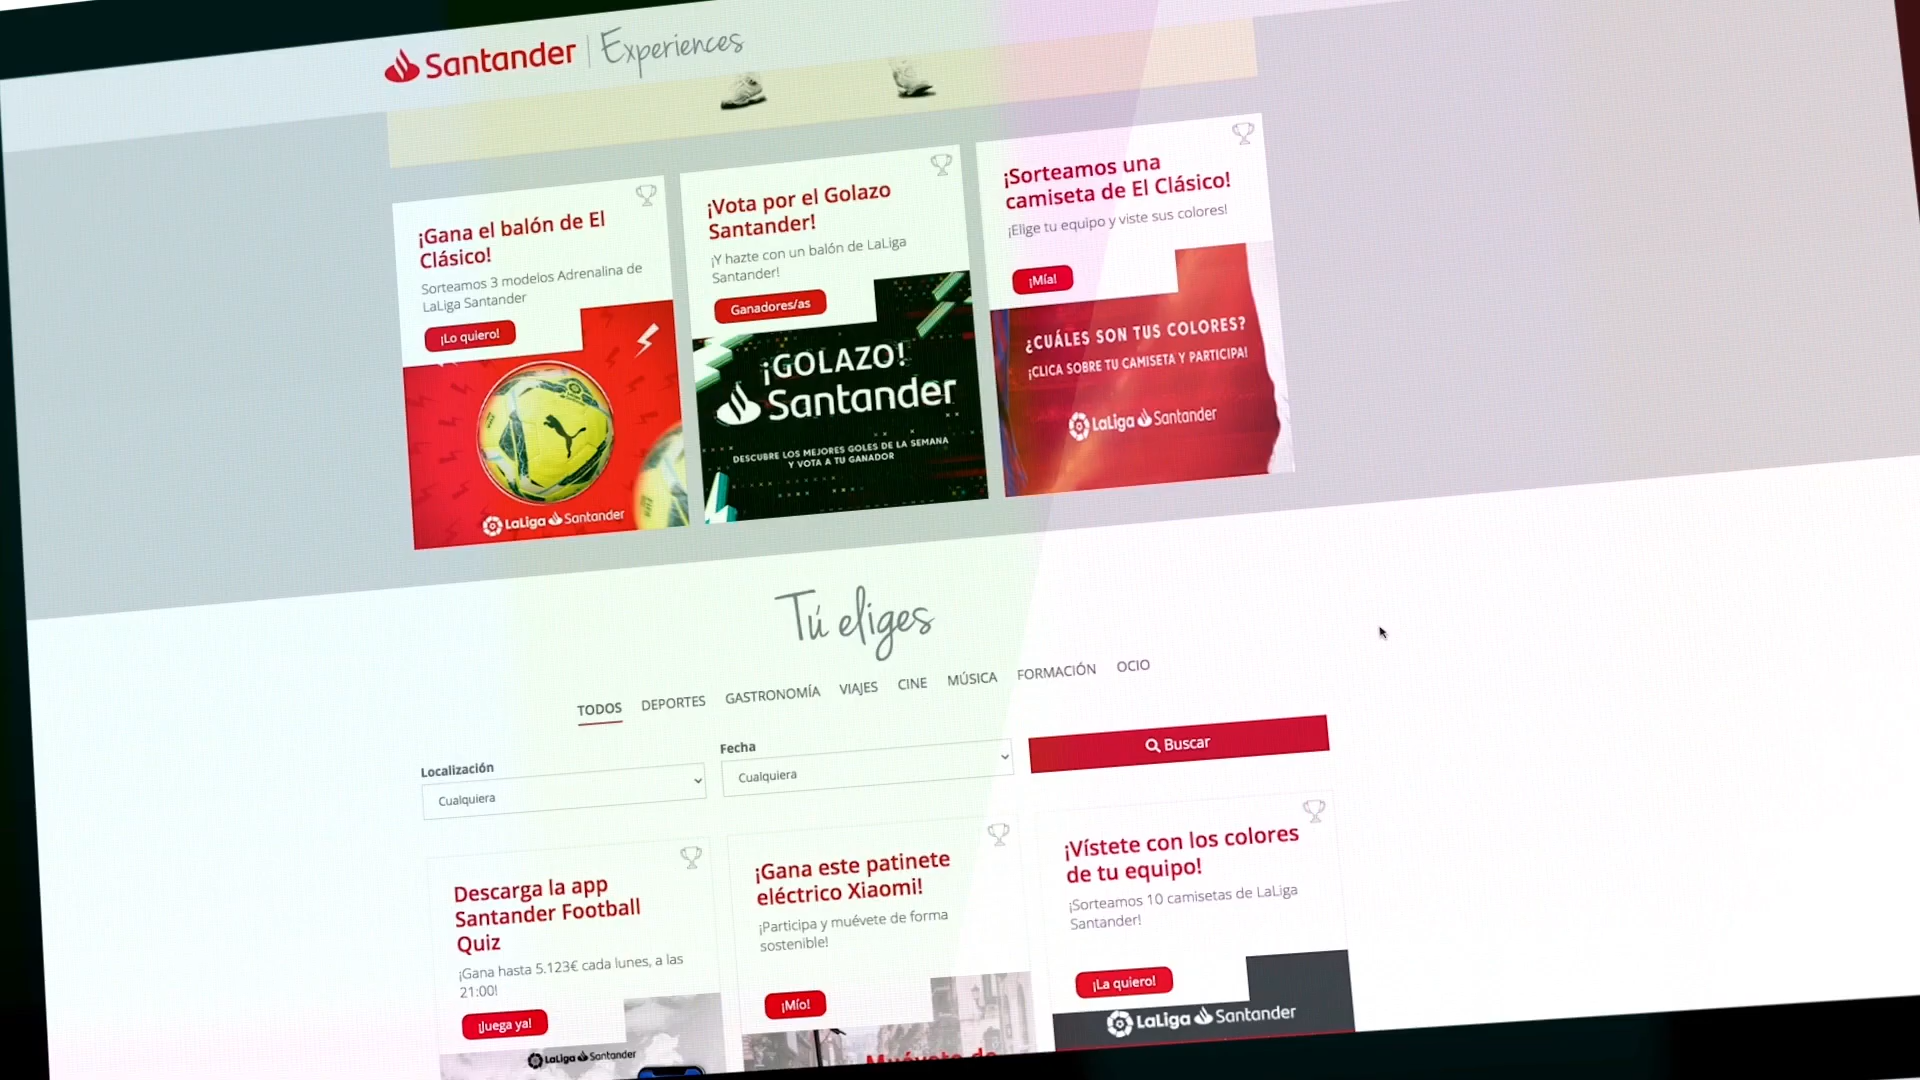 Santander | Experiences
¡Gana el balón de El
Clásico!
Sorteamos 3 modelos Adrenalina de
LaLiga Santander
¡Lo quiero!
LaLiga Santander
¡Vota por el Golazo
Santander!
¡Y hazte con un balón de LaLiga
Santander!
Ganadores/as
¡GOLAZO!
Santander
DESCUBRE LOS MEJORES GOLES DE LA SEMANA
Y VOTA A TU GANADOR
¡Sorteamos una
camiseta de El Clásico!
¡Elige tu equipo y viste sus colores!
¡Mía!
¿CUÁLES SON TUS COLORES?
¡CLICA SOBRE TU CAMISETA Y PARTICIPA!
LaLiga Santander
Tú eliges
TODOS DEPORTES GASTRONOMÍA VIAJES CINE MÚSICA FORMACIÓN OCIO
Localización
Cualquiera
Fecha
Cualquiera
Buscar
Descarga la app
Santander Football
Quiz
¡Gana hasta 5.123€ cada lunes, a las
21:00!
¡Juega ya!
LaLiga Santander
¡Gana este patinete
eléctrico Xiaomi!
¡Participa y muévete de forma
sostenible!
¡Mío!
Muévete de
¡Vístete con los colores
de tu equipo!
¡Sorteamos 10 camisetas de LaLiga
Santander!
¡La quiero!
LaLiga Santander